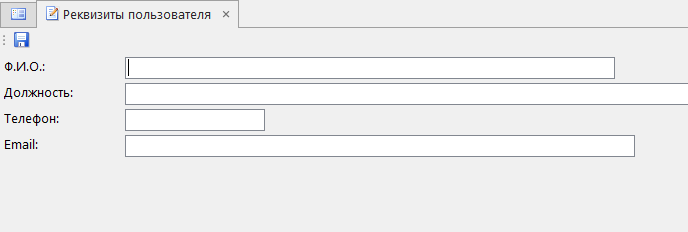 Реквизиты пользователя
Ф.И.О.:
Должность:
Телефон:
Email: